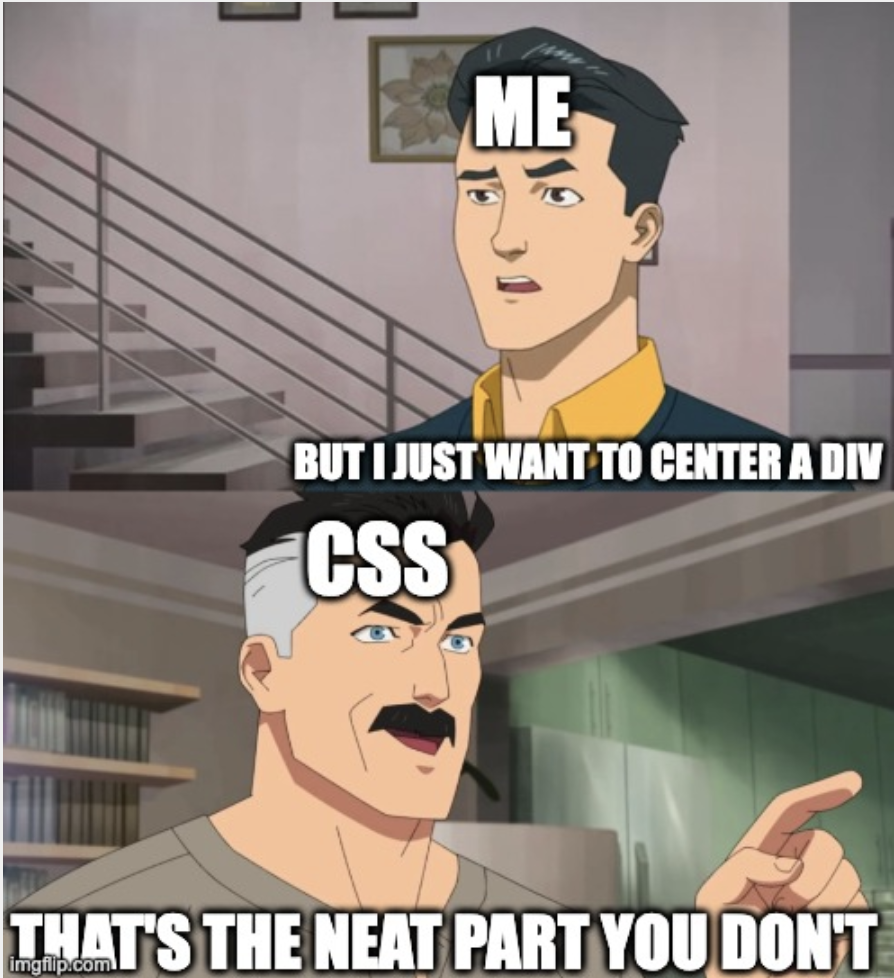 ME
BUT I JUST WANT TO CENTER A DIV
CSS
THAT'S THE NEAT PART YOU DON'T
imgflip.com